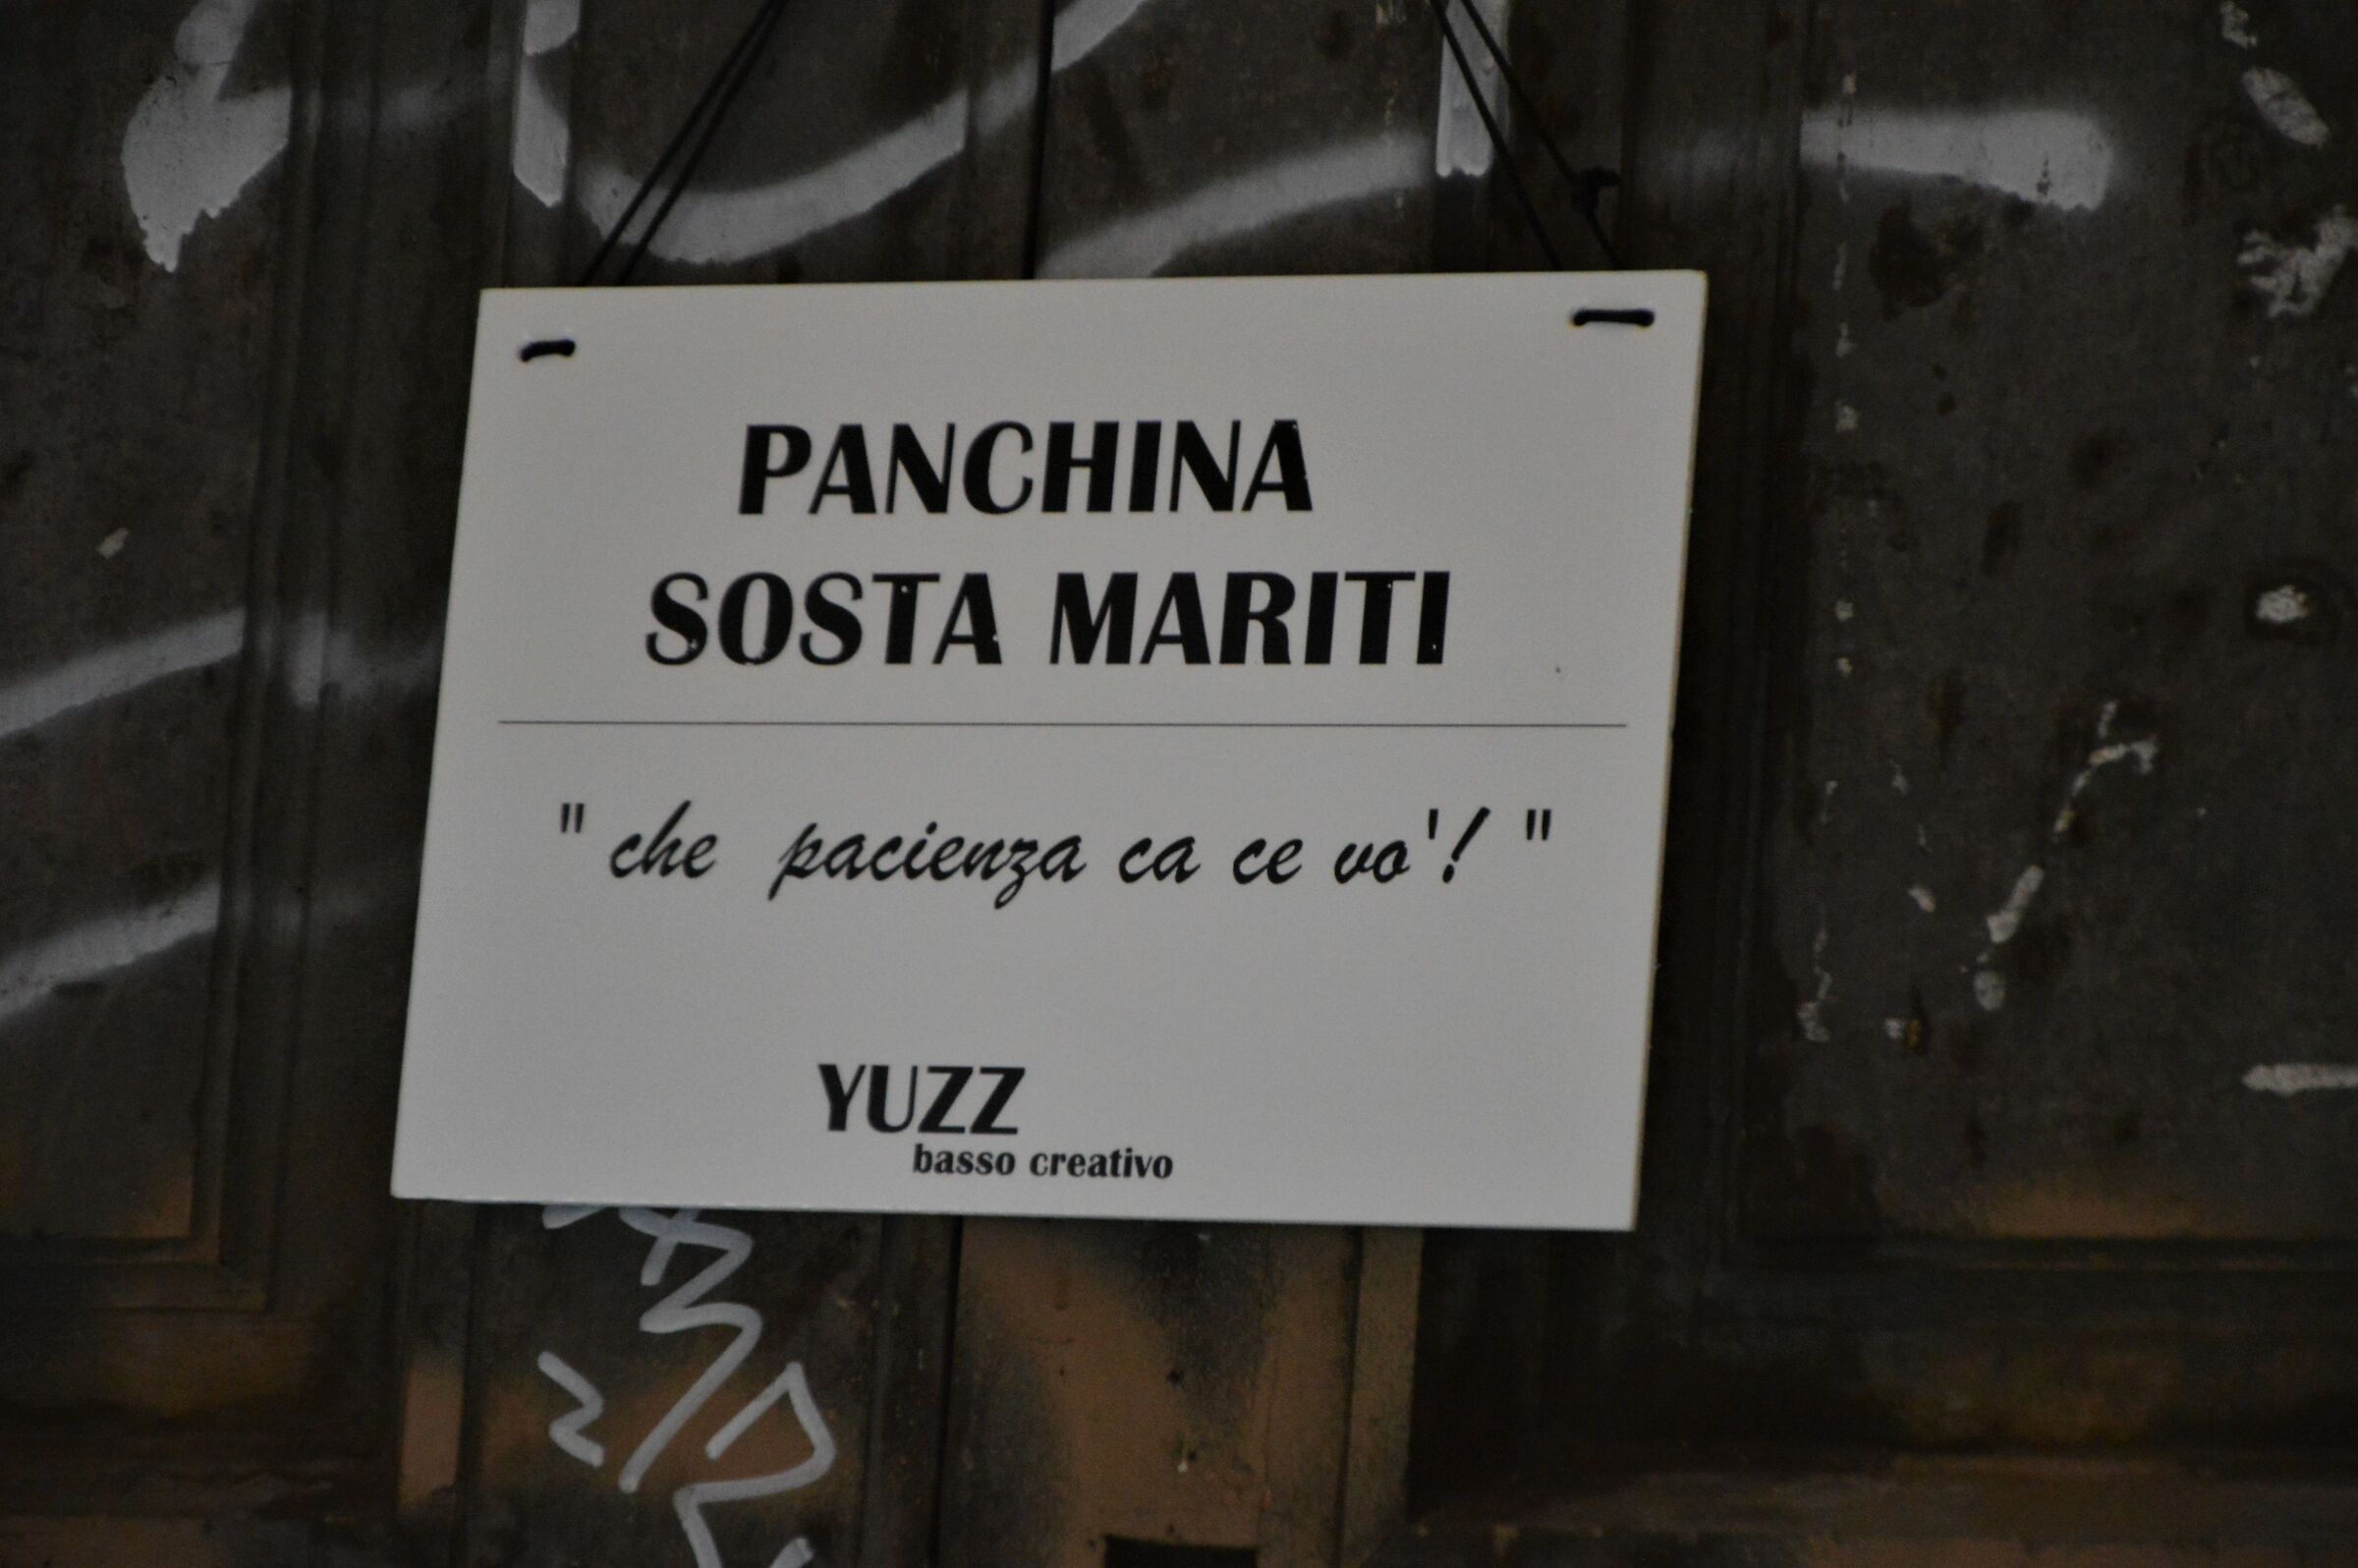 PANCHINA
SOSTA MARITI
" che pacienza ca ce vo'! "
YUZZ
basso creativo